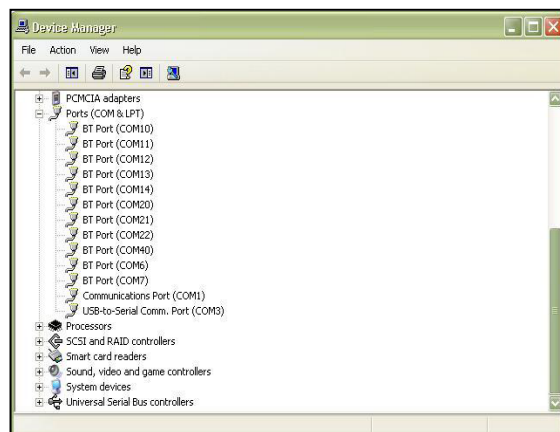 Device Manager
File Action View Help
PCMCIA adapters
Ports (COM & LPT)
BT Port (COM10)
BT Port (COM11)
BT Port (COM12)
BT Port (COM13)
BT Port (COM14)
BT Port (COM20)
BT Port (COM21)
BT Port (COM22)
BT Port (COM40)
BT Port (COM6)
BT Port (COM7)
Communications Port (COM1)
USB-to-Serial Comm. Port (COM3)
Processors
SCSI and RAID controllers
Smart card readers
Sound, video and game controllers
System devices
Universal Serial Bus controllers